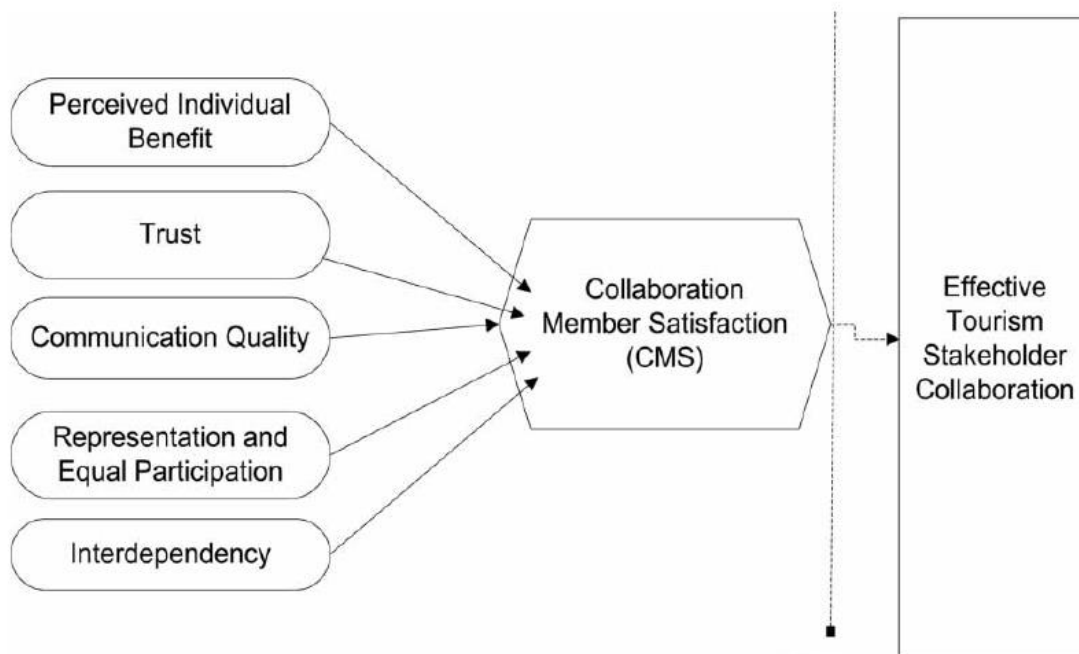 Perceived Individual
Benefit
Trust
Communication Quality
Representation and
Equal Participation
Interdependency
Collaboration
Member Satisfaction
(CMS)
Effective
Tourism
Stakeholder
Collaboration